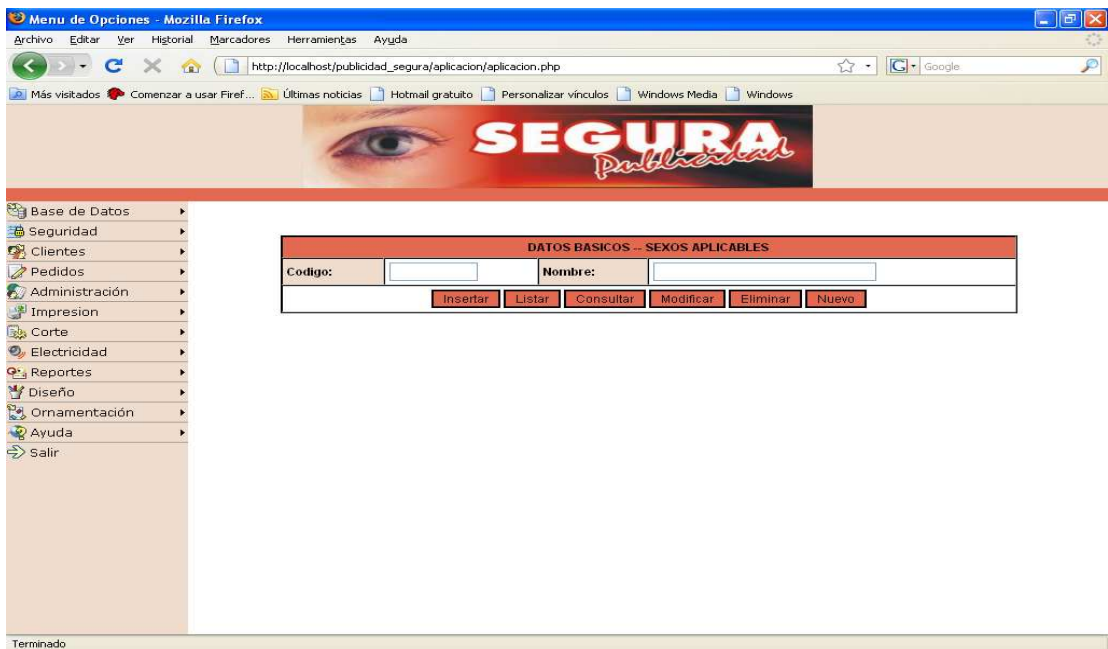 Menu de Opciones - Mozilla Firefox
Archivo Editar Ver Historial Marcadores Herramientas Ayuda
http://localhost/publicidad_segura/aplicacion/aplicacion.php
Google
Más visitados Comenzar a usar Firef... Últimas noticias Hotmail gratuito Personalizar vínculos Windows Media Windows
SEGURA
Publicidad
Base de Datos
Seguridad
Clientes
Pedidos
Administración
Impresion
Corte
Electricidad
Reportes
Diseño
Ornamentación
Ayuda
Salir
DATOS BASICOS -- SEXOS APLICABLES
Codigo: Nombre:
Insertar Listar Consultar Modificar Eliminar Nuevo
Terminado